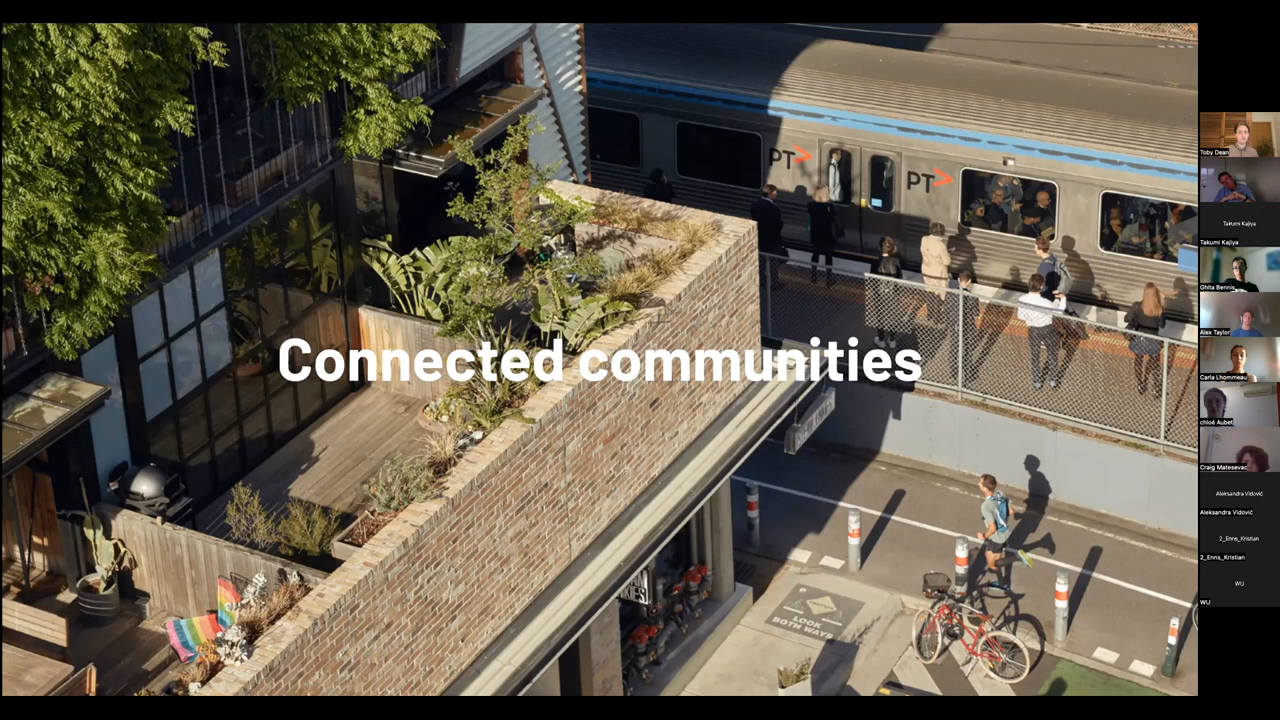 Connected communities
PT>
PT>
LOOK
BOTH WAYS
Toby Dean
Takumi Kajiya
Takumi Kajiya
Ghita Bennis
Alex Taylor
Carla Lhommeau
chloé Aubet
Craig Matesevac
Aleksandra Vidović
Aleksandra Vidović
2_Enns_Kristian
2_Enns_Kristian
WU
WU